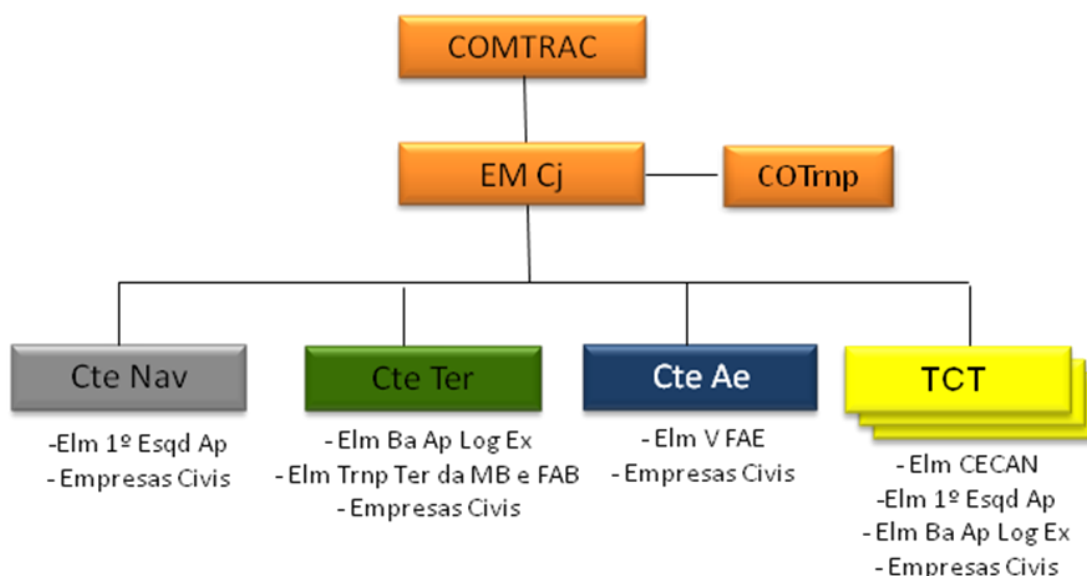 COMTRAC
EM Cj
COTrnp
Cte Nav
-Elm 1º Esqd Ap
- Empresas Civis
Cte Ter
- Elm Ba Ap Log Ex
- Elm Trnp Ter da MB e FAB
- Empresas Civis
Cte Ae
- Elm V FAE
- Empresas Civis
TCT
- Elm CECAN
- Elm 1º Esqd Ap
- Elm Ba Ap Log Ex
- Empresas Civis